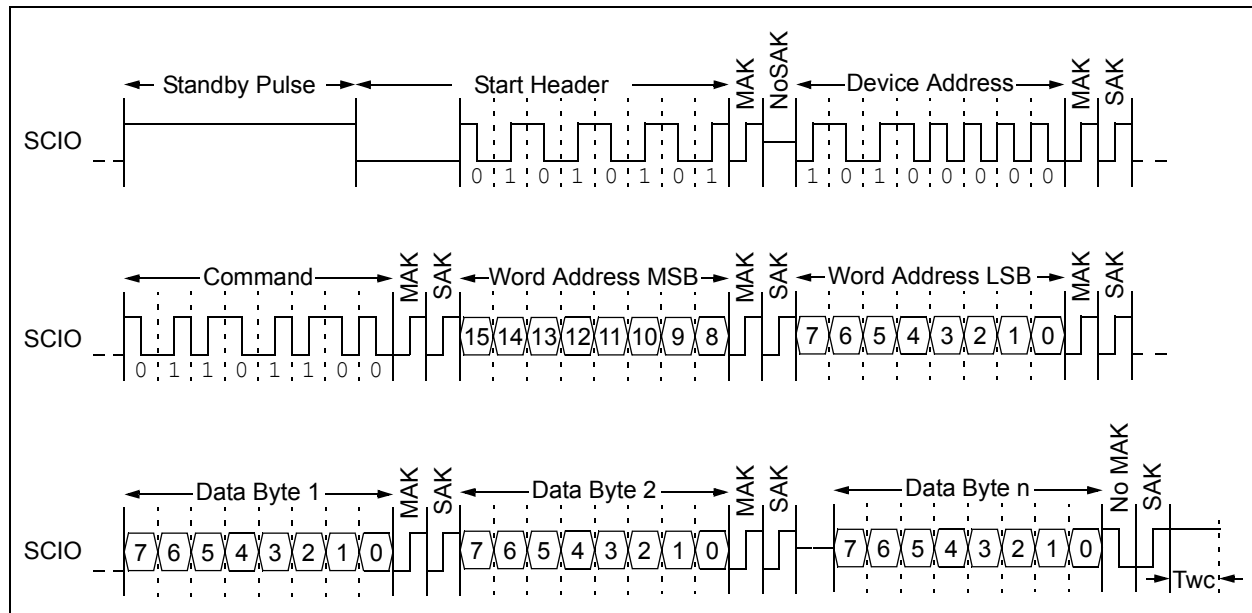 Standby Pulse Start Header MAK NoSAK Device Address MAK SAK
SCIO
0 1 0 1 0 1 0 1 1 0 1 0 0 0 0 0
Command MAK SAK Word Address MSB MAK SAK Word Address LSB MAK SAK
SCIO 15 14 13 12 11 10 9 8 7 6 5 4 3 2 1 0
0 1 1 0 1 1 0 0
Data Byte 1 MAK SAK Data Byte 2 MAK SAK Data Byte n No MAK SAK
SCIO 7 6 5 4 3 2 1 0 7 6 5 4 3 2 1 0 7 6 5 4 3 2 1 0
Twc